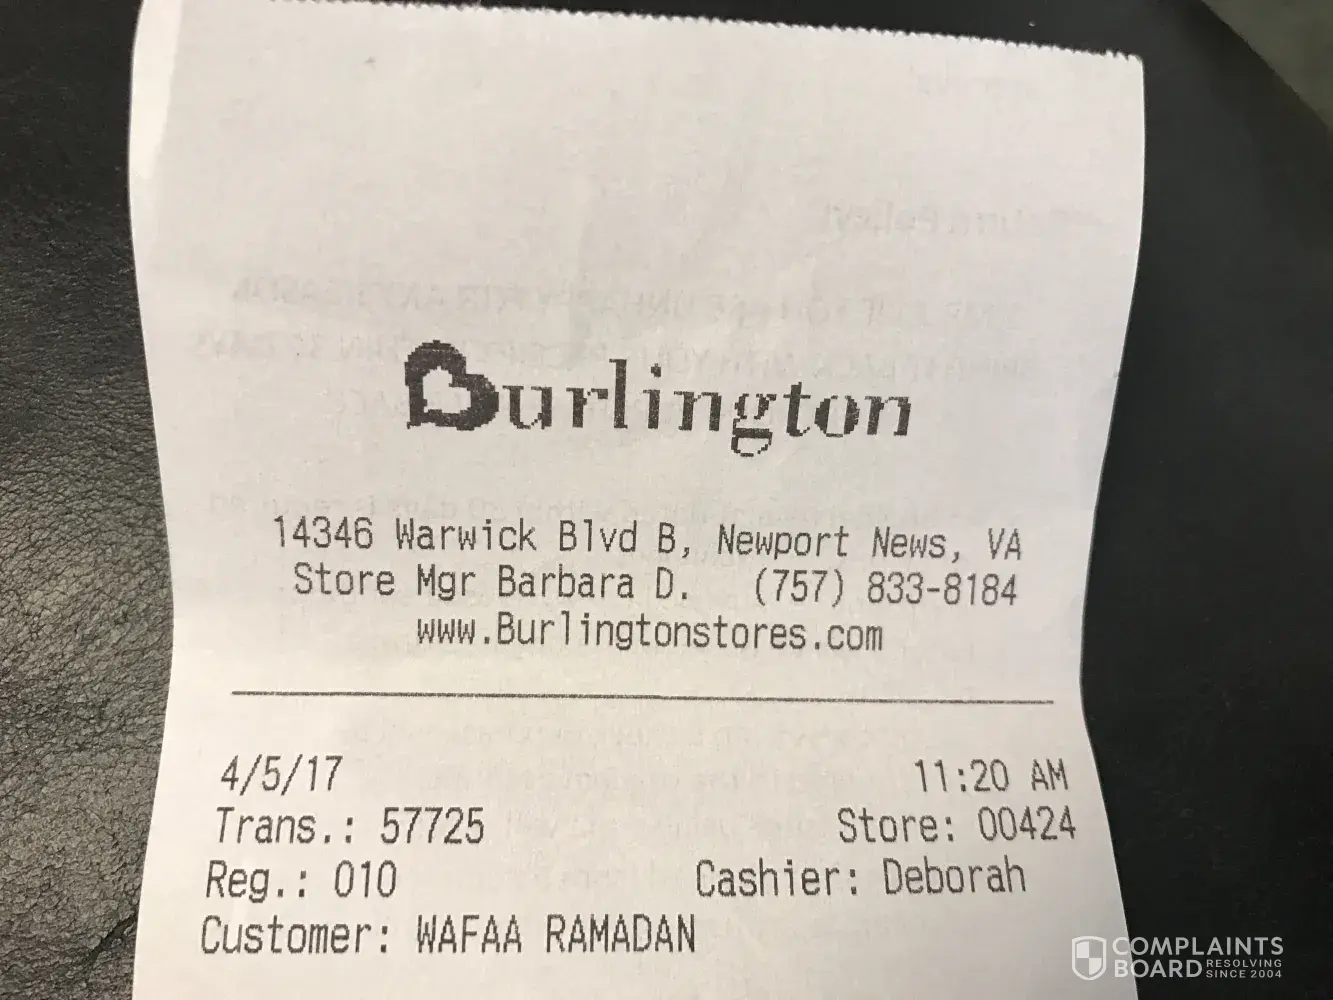 Burlington
14346 Warwick Blvd B, Newport News, VA
Store Mgr Barbara D. (757) 833-8184
www.Burlingtonstores.com
4/5/17 11:20 AM
Trans.: 57725 Store: 00424
Reg.: 010 Cashier: Deborah
Customer: WAFAA RAMADAN
COMPLAINTS
BOARD RESOLVING
SINCE 2004